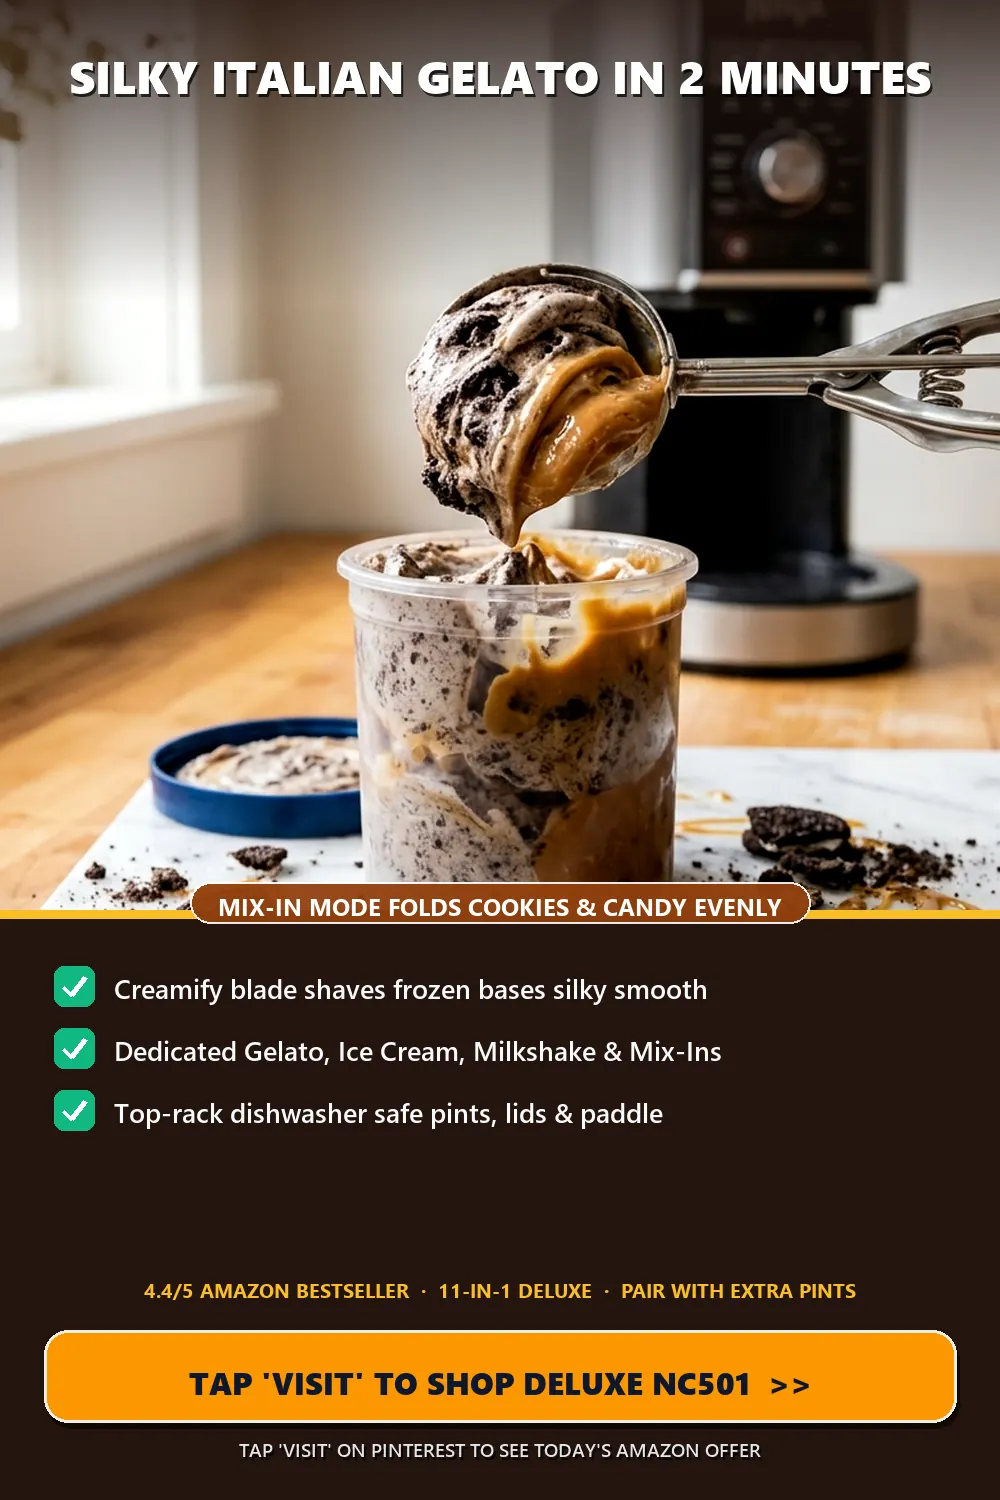 SILKY ITALIAN GELATO IN 2 MINUTES
MIX-IN MODE FOLDS COOKIES & CANDY EVENLY
Creamify blade shaves frozen bases silky smooth
Dedicated Gelato, Ice Cream, Milkshake & Mix-Ins
Top-rack dishwasher safe pints, lids & paddle
4.4/5 AMAZON BESTSELLER · 11-IN-1 DELUXE · PAIR WITH EXTRA PINTS
TAP 'VISIT' TO SHOP DELUXE NC501 >>
TAP 'VISIT' ON PINTEREST TO SEE TODAY'S AMAZON OFFER